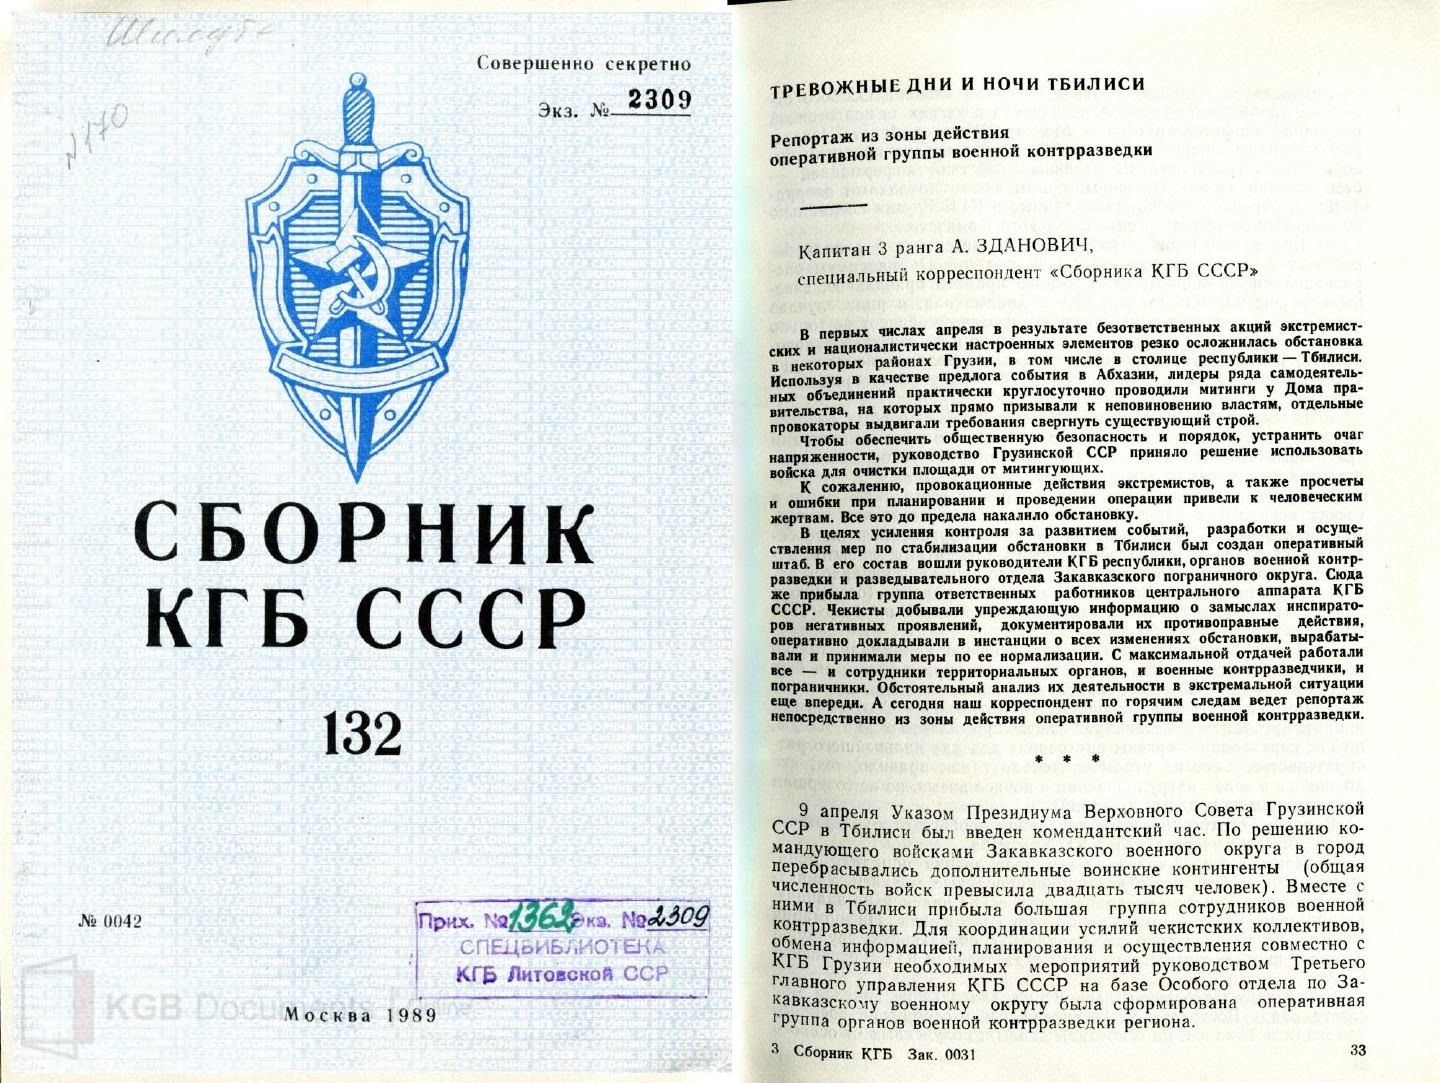 Совершенно секретно
Экз. № 2309
№170
СБОРНИК
КГБ СССР
132
№ 0042
Прих. № 1362 Экз. № 2309
СПЕЦБИБЛИОТЕКА
КГБ Литовской ССР
Москва 1989
KGB Documents
ТРЕВОЖНЫЕ ДНИ И НОЧИ ТБИЛИСИ
Репортаж из зоны действия
оперативной группы военной контрразведки
Капитан 3 ранга А. ЗДАНОВИЧ,
специальный корреспондент «Сборника КГБ СССР»
В первых числах апреля в результате безответственных акций экстремист-
ских и националистически настроенных элементов резко осложнилась обстановка
в некоторых районах Грузии, в том числе в столице республики — Тбилиси.
Используя в качестве предлога события в Абхазии, лидеры ряда самодеятель-
ных объединений практически круглосуточно проводили митинги у Дома пра-
вительства, на которых прямо призывали к неповиновению властям, отдельные
провокаторы выдвигали требования свергнуть существующий строй.
Чтобы обеспечить общественную безопасность и порядок, устранить очаг
напряженности, руководство Грузинской ССР приняло решение использовать
войска для очистки площади от митингующих.
К сожалению, провокационные действия экстремистов, а также просчеты
и ошибки при планировании и проведении операции привели к человеческим
жертвам. Все это до предела накалило обстановку.
В целях усиления контроля за развитием событий, разработки и осуще-
ствления мер по стабилизации обстановки в Тбилиси был создан оперативный
штаб. В его состав вошли руководители КГБ республики, органов военной контр-
разведки и разведывательного отдела Закавказского пограничного округа. Сюда
же прибыла группа ответственных работников центрального аппарата КГБ
СССР. Чекисты добывали упреждающую информацию о замыслах инспирато-
ров негативных проявлений, документировали их противоправные действия,
оперативно докладывали в инстанции о всех изменениях обстановки, вырабаты-
вали и принимали меры по ее нормализации. С максимальной отдачей работали
все — и сотрудники территориальных органов, и военные контрразведчики, и
пограничники. Обстоятельный анализ их деятельности в экстремальной ситуации
еще впереди. А сегодня наш корреспондент по горячим следам ведет репортаж
непосредственно из зоны действия оперативной группы военной контрразведки.
* * *
9 апреля Указом Президиума Верховного Совета Грузинской
ССР в Тбилиси был введен комендантский час. По решению ко-
мандующего войсками Закавказского военного округа в город
перебрасывались дополнительные воинские контингенты (общая
численность войск превысила двадцать тысяч человек). Вместе с
ними в Тбилиси прибыла большая группа сотрудников военной
контрразведки. Для координации усилий чекистских коллективов,
обмена информацией, планирования и осуществления совместно с
КГБ Грузии необходимых мероприятий руководством Третьего
главного управления КГБ СССР на базе Особого отдела по За-
кавказскому военному округу была сформирована оперативная
группа органов военной контрразведки региона.
3 Сборник КГБ Зак. 0031
33